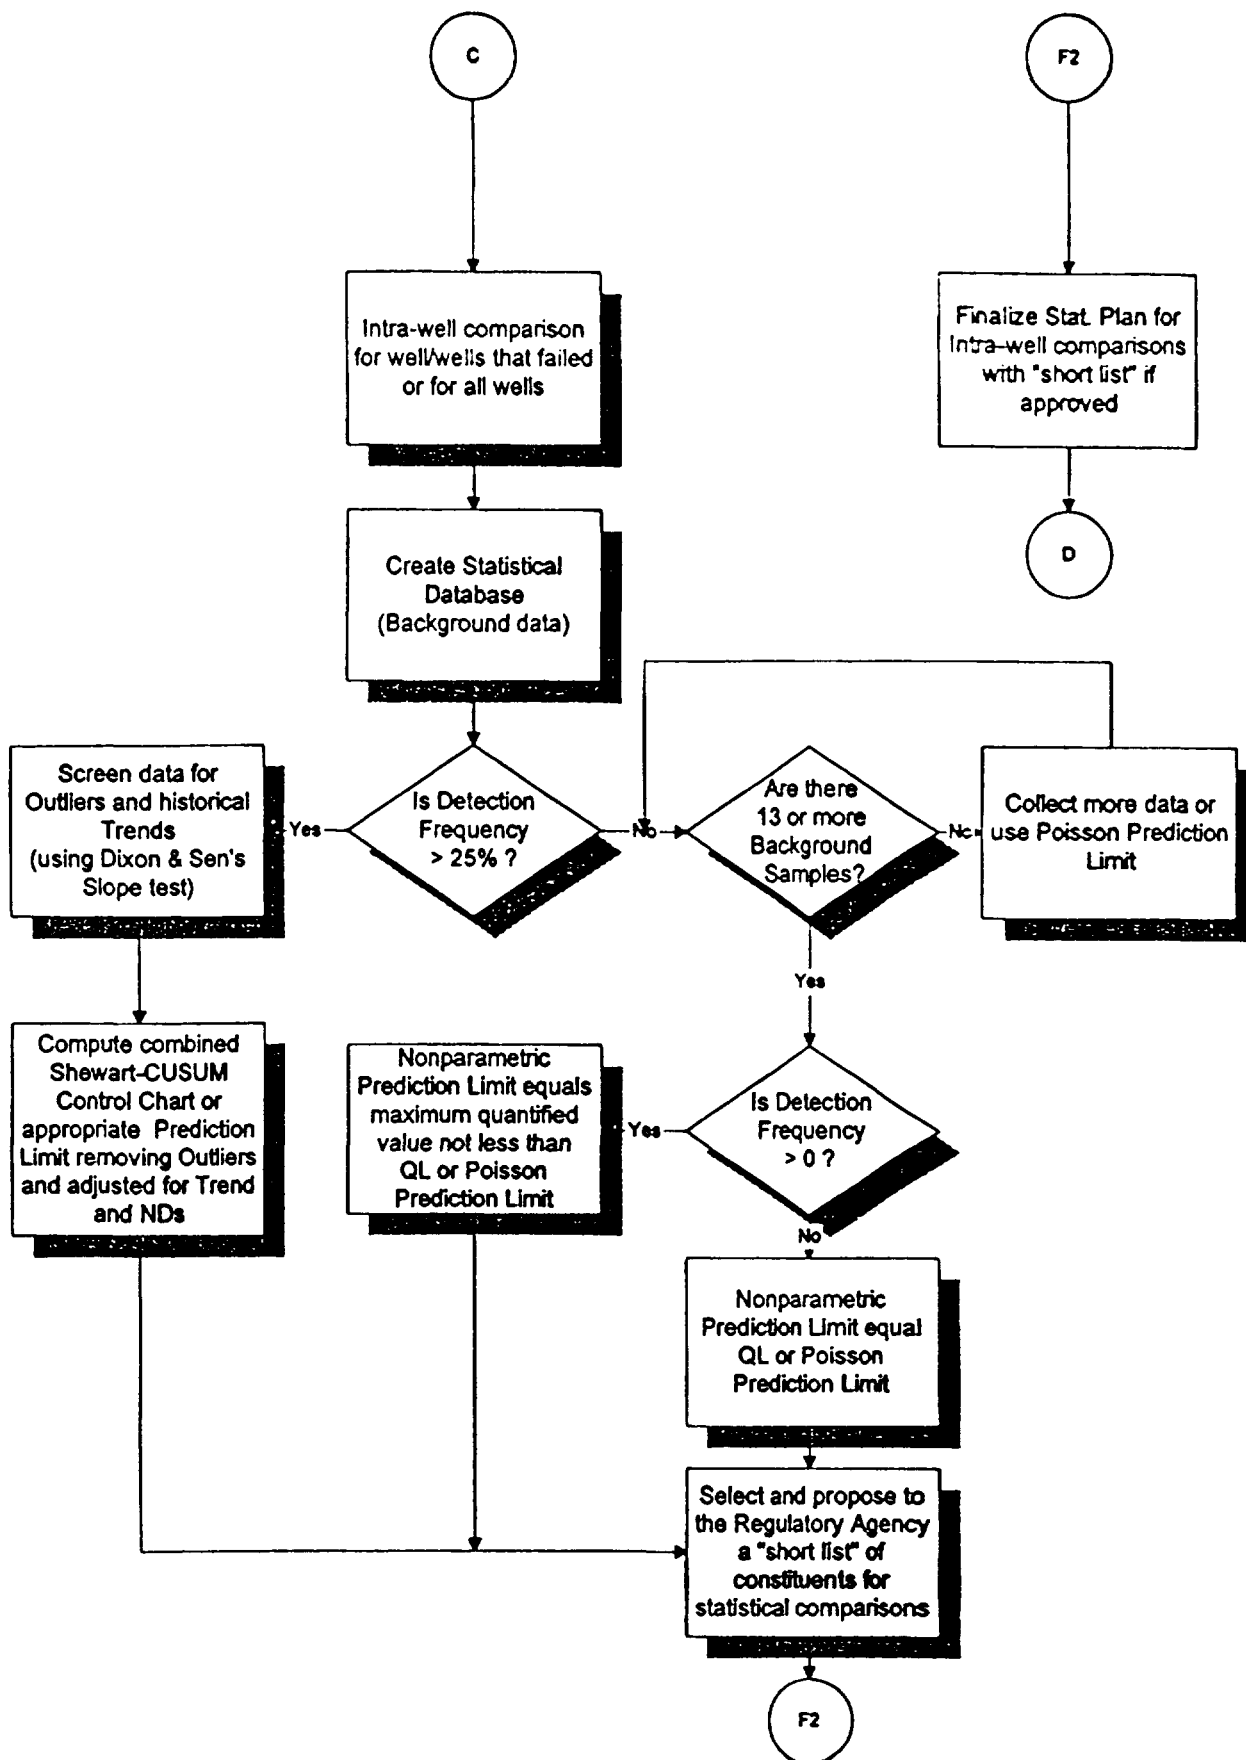 C
F2
Intra-well comparison
for well/wells that failed
or for all wells
Finalize Stat. Plan for
Intra-well comparisons
with "short list" if
approved
Create Statistical
Database
(Background data)
D
Screen data for
Outliers and historical
Trends
(using Dixon & Sen's
Slope test)
Yes
Is Detection
Frequency
> 25% ?
No
Are there
13 or more
Background
Samples?
No
Collect more data or
use Poisson Prediction
Limit
Yes
Compute combined
Shewart-CUSUM
Control Chart or
appropriate Prediction
Limit removing Outliers
and adjusted for Trend
and NDs
Nonparametric
Prediction Limit equals
maximum quantified
value not less than
QL or Poisson
Prediction Limit
Yes
Is Detection
Frequency
> 0 ?
No
Nonparametric
Prediction Limit equal
QL or Poisson
Prediction Limit
Select and propose to
the Regulatory Agency
a "short list" of
constituents for
statistical comparisons
F2